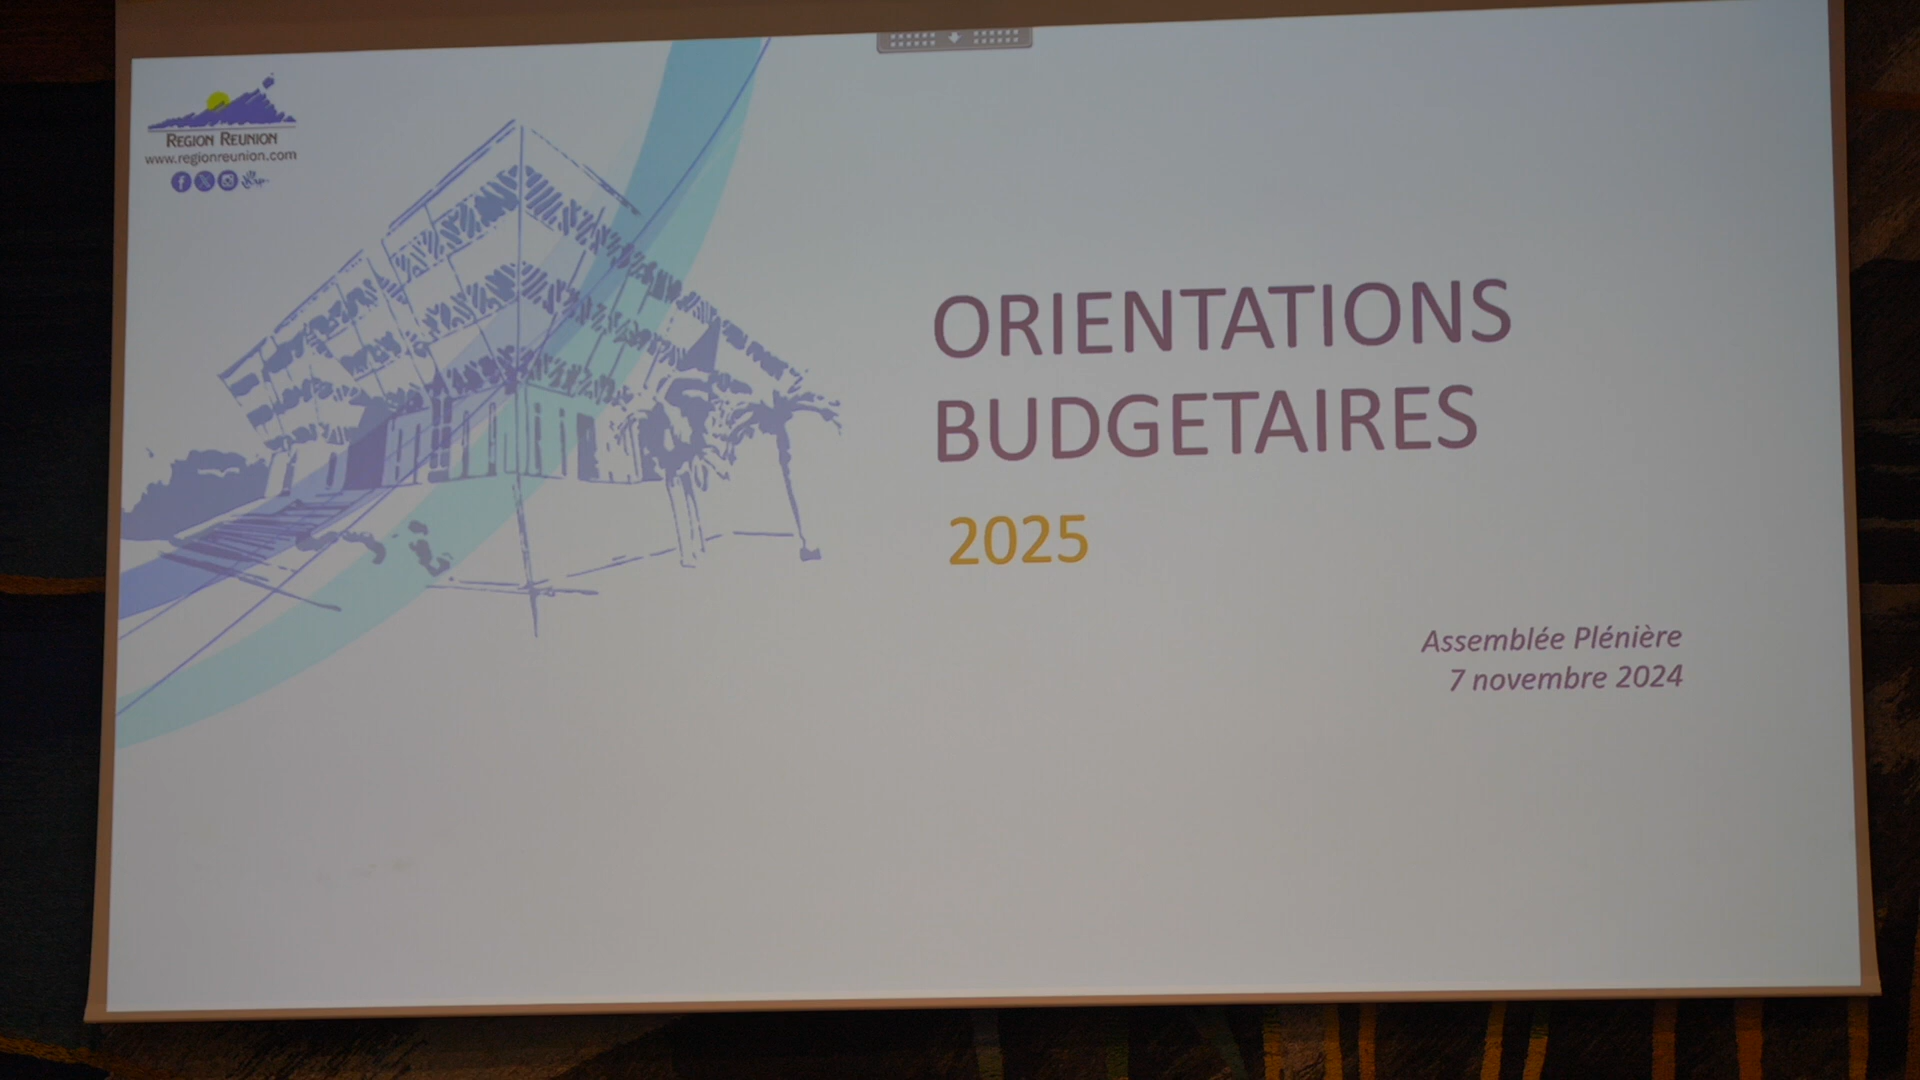 REGION REUNION
www.regionreunion.com
ORIENTATIONS
BUDGETAIRES
2025
Assemblée Plénière
7 novembre 2024